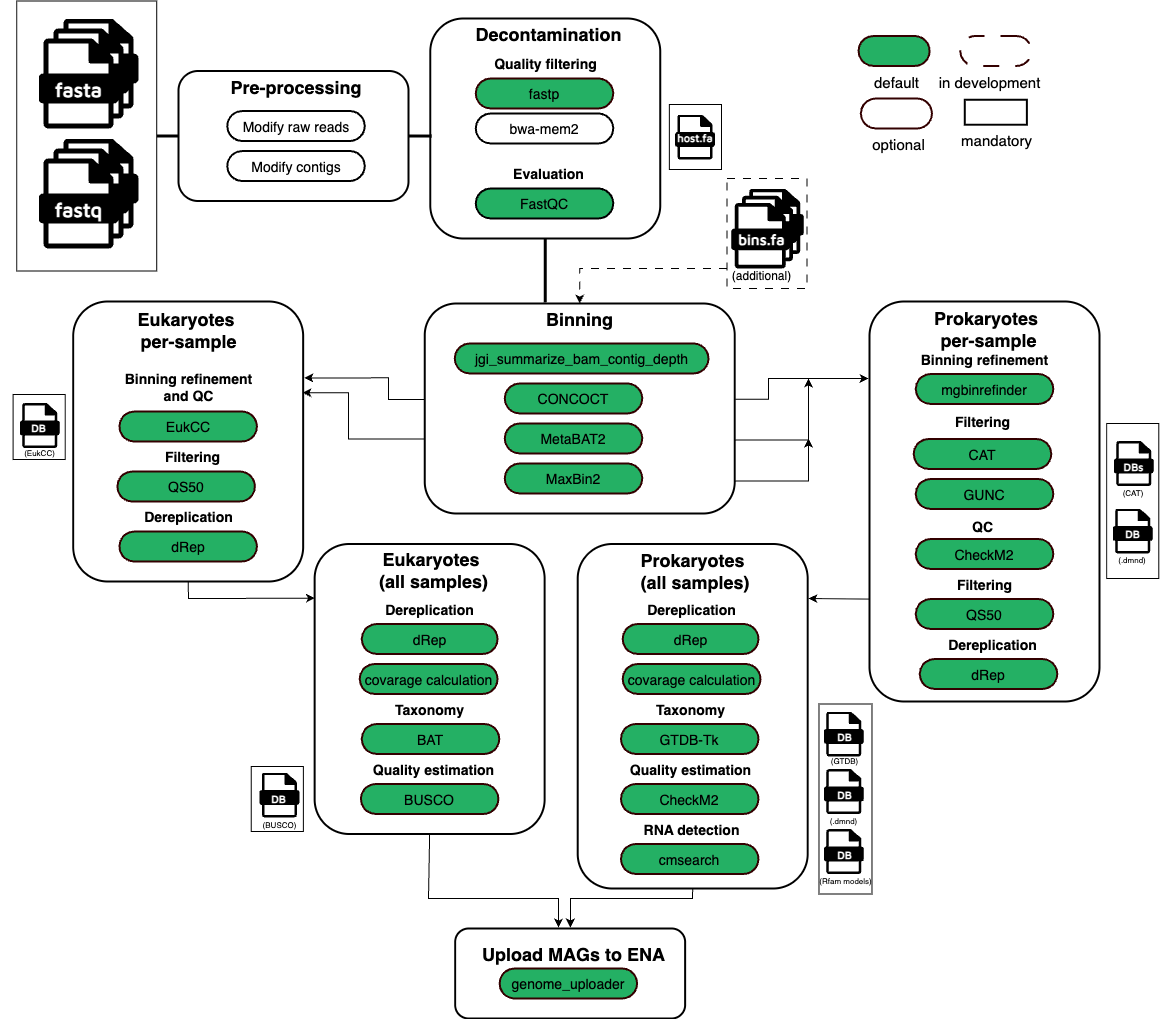 fasta
fastq
Pre-processing
Modify raw reads
Modify contigs
Decontamination
Quality filtering
fastp
bwa-mem2
Evaluation
FastQC
host.fa
default
in development
optional
mandatory
bins.fa
(additional)
Eukaryotes
per-sample
Binning refinement
and QC
EukCC
Filtering
QS50
Dereplication
dRep
DB
(EukCC)
Binning
jgi_summarize_bam_contig_depth
CONCOCT
MetaBAT2
MaxBin2
Prokaryotes
per-sample
Binning refinement
mgbinrefinder
Filtering
CAT
GUNC
QC
CheckM2
Filtering
QS50
Dereplication
dRep
DBs
(CAT)
DB
(.dmnd)
Eukaryotes
(all samples)
Dereplication
dRep
covarage calculation
Taxonomy
BAT
Quality estimation
BUSCO
DB
(BUSCO)
Prokaryotes
(all samples)
Dereplication
dRep
covarage calculation
Taxonomy
GTDB-Tk
Quality estimation
CheckM2
RNA detection
cmsearch
DB
(GTDB)
DB
(.dmnd)
DB
(Rfam models)
Upload MAGs to ENA
genome_uploader